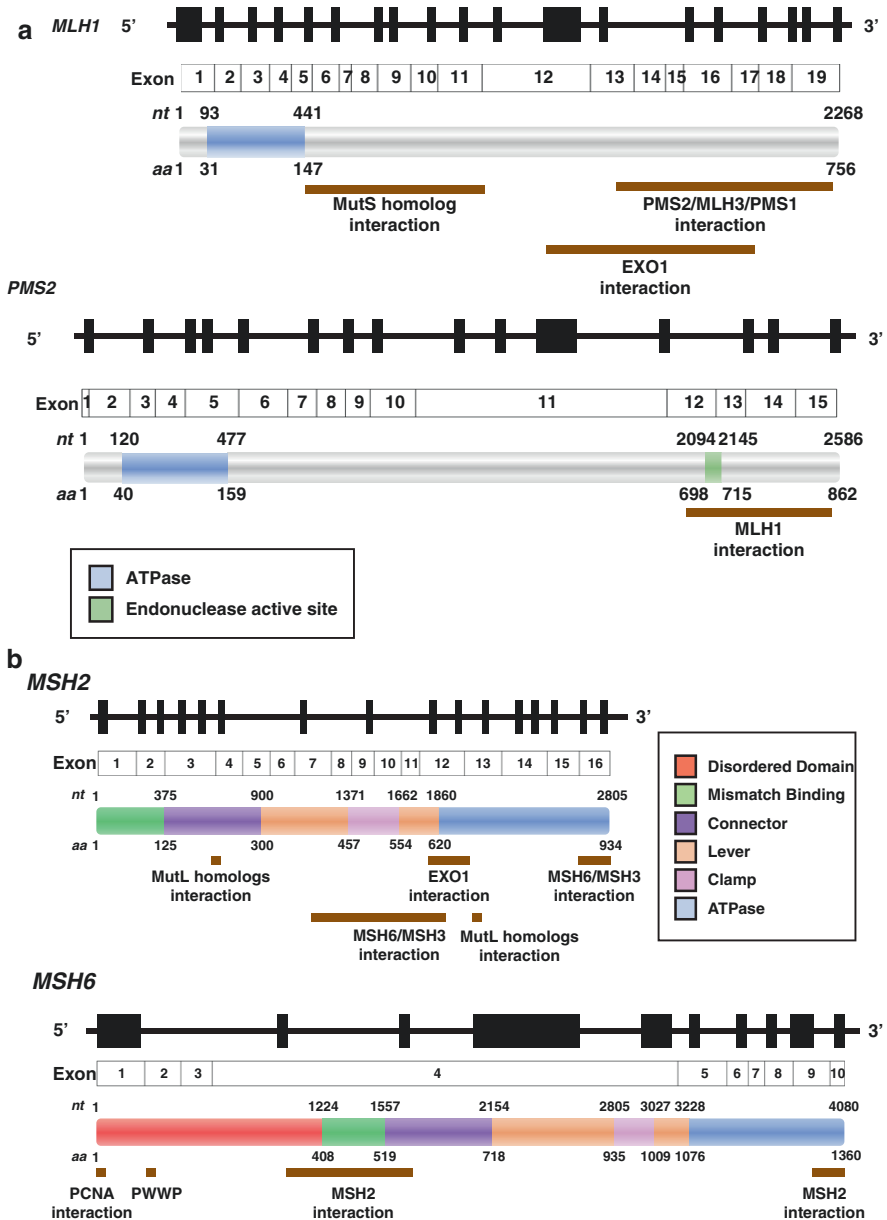 a
MLH1 5’ 3’
Exon 1 2 3 4 5 6 7 8 9 10 11 12 13 14 15 16 17 18 19
nt 1 93 441 2268
aa 1 31 147 756
MutS homolog
interaction
PMS2/MLH3/PMS1
interaction
EXO1
interaction
PMS2
5’ 3’
Exon 1 2 3 4 5 6 7 8 9 10 11 12 13 14 15
nt 1 120 477 2094 2145 2586
aa 1 40 159 698 715 862
MLH1
interaction
ATPase
Endonuclease active site
b
MSH2
5’ 3’
Exon 1 2 3 4 5 6 7 8 9 10 11 12 13 14 15 16
nt 1 375 900 1371 1662 1860 2805
aa 1 125 300 457 554 620 934
MutL homologs
interaction
EXO1
interaction
MSH6/MSH3
interaction
MSH6/MSH3
interaction
MutL homologs
interaction
Disordered Domain
Mismatch Binding
Connector
Lever
Clamp
ATPase
MSH6
5’ 3’
Exon 1 2 3 4 5 6 7 8 9 10
nt 1 1224 1557 2154 2805 3027 3228 4080
aa 1 408 519 718 935 1009 1076 1360
PCNA
interaction
PWWP
MSH2
interaction
MSH2
interaction